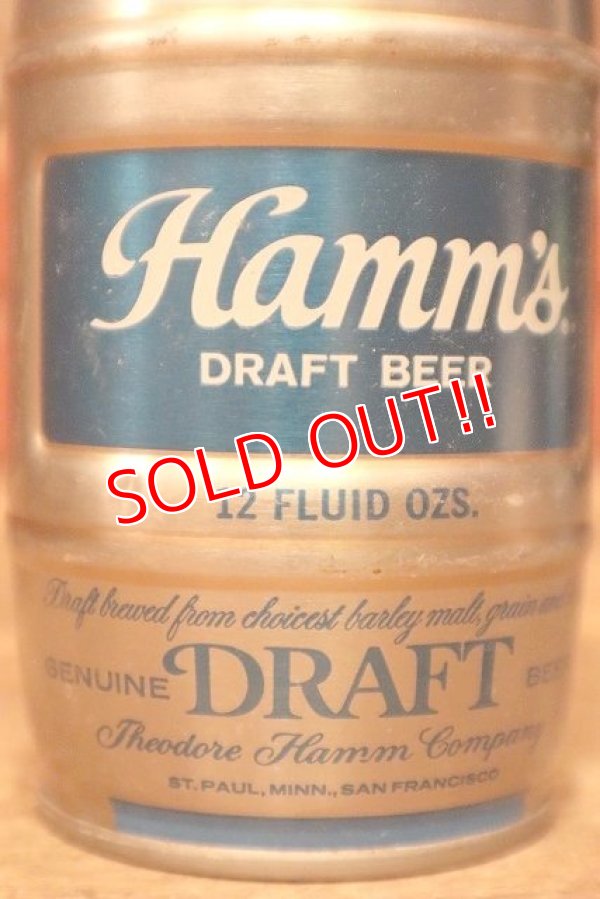 Hamm's
DRAFT BEER
SOLD OUT!!
12 FLUID OZS.
Draft brewed from choicest barley malt, grain and
GENUINE DRAFT
Theodore Hamm Company
ST. PAUL, MINN., SAN FRANCISCO